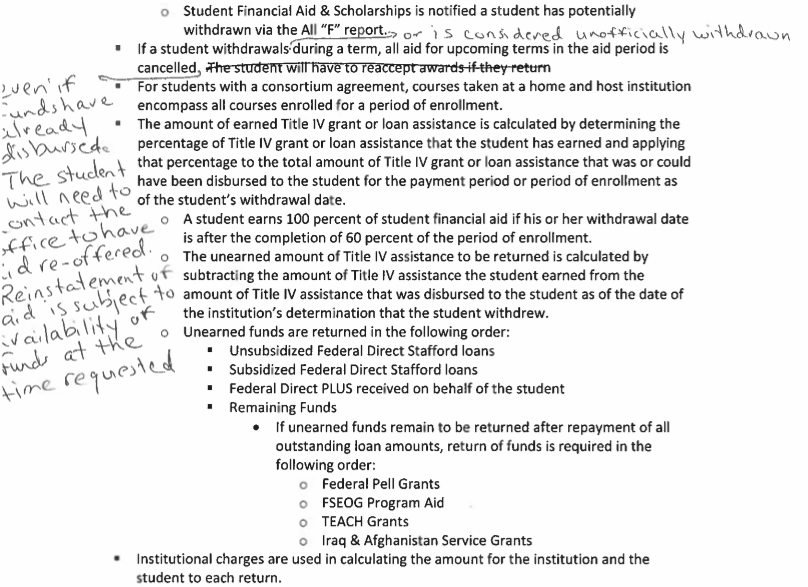 ○ Student Financial Aid & Scholarships is notified a student has potentially
withdrawn via the All "F" report. or is considered unofficially withdrawn
▪ If a student withdrawals during a term, all aid for upcoming terms in the aid period is
cancelled, The student will have to reaccept awards if they return
▪ For students with a consortium agreement, courses taken at a home and host institution
encompass all courses enrolled for a period of enrollment.
▪ The amount of earned Title IV grant or loan assistance is calculated by determining the
percentage of Title IV grant or loan assistance that the student has earned and applying
that percentage to the total amount of Title IV grant or loan assistance that was or could
have been disbursed to the student for the payment period or period of enrollment as
of the student's withdrawal date.
○ A student earns 100 percent of student financial aid if his or her withdrawal date
is after the completion of 60 percent of the period of enrollment.
○ The unearned amount of Title IV assistance to be returned is calculated by
subtracting the amount of Title IV assistance the student earned from the
amount of Title IV assistance that was disbursed to the student as of the date of
the institution's determination that the student withdrew.
○ Unearned funds are returned in the following order:
▪ Unsubsidized Federal Direct Stafford loans
▪ Subsidized Federal Direct Stafford loans
▪ Federal Direct PLUS received on behalf of the student
▪ Remaining Funds
• If unearned funds remain to be returned after repayment of all
outstanding loan amounts, return of funds is required in the
following order:
○ Federal Pell Grants
○ FSEOG Program Aid
○ TEACH Grants
○ Iraq & Afghanistan Service Grants
▪ Institutional charges are used in calculating the amount for the institution and the
student to each return.
even if
funds have
already
disbursed.
The student
will need to
contact the
office to have
aid re-offered.
Reinstatement of
aid is subject to
availability of
funds at the
time requested